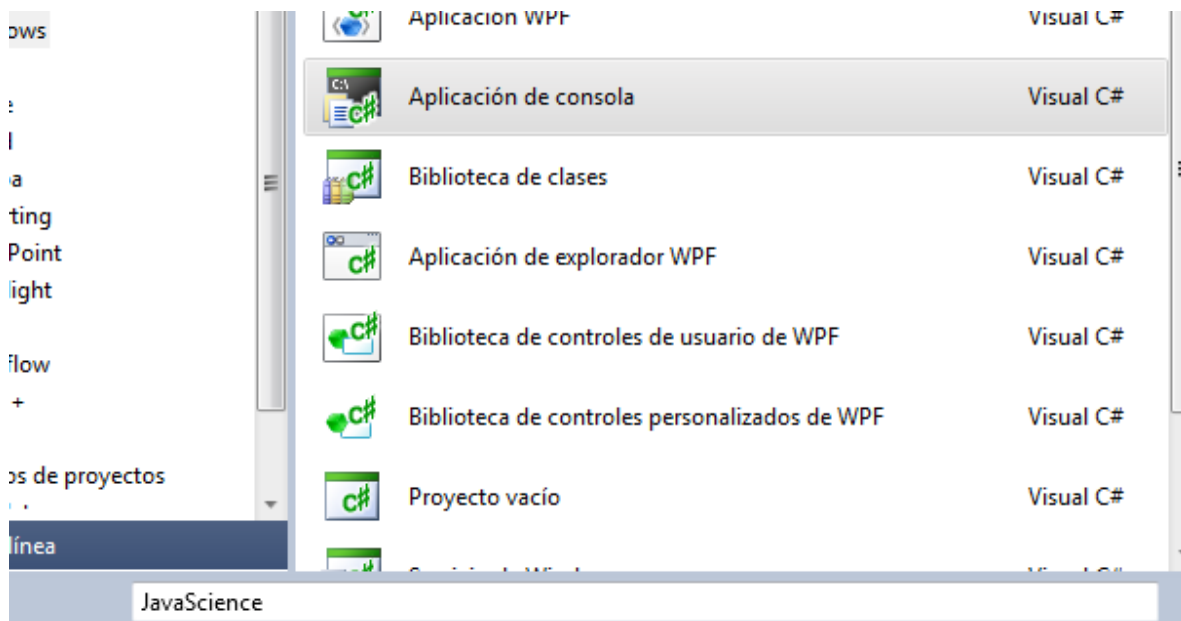 ows
Aplicación WPF Visual C#
C:\
Aplicación de consola Visual C#
Biblioteca de clases Visual C#
ting
Aplicación de explorador WPF Visual C#
Point
light
Biblioteca de controles de usuario de WPF Visual C#
flow
+
Biblioteca de controles personalizados de WPF Visual C#
os de proyectos
Proyecto vacío Visual C#
línea
JavaScience